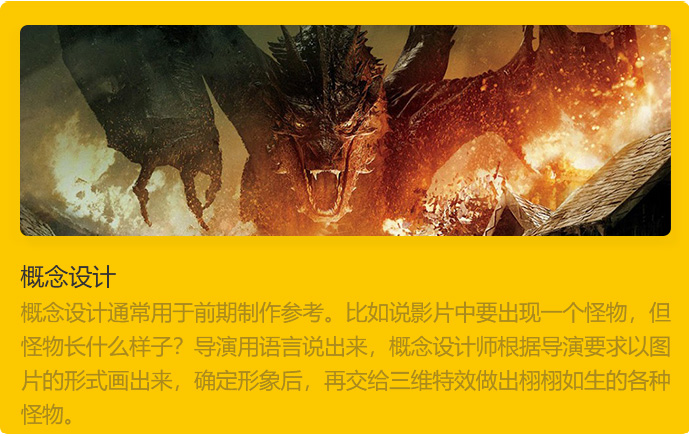 概念设计
概念设计通常用于前期制作参考。比如说影片中要出现一个怪物，但
怪物长什么样子？导演用语言说出来，概念设计师根据导演要求以图
片的形式画出来，确定形象后，再交给三维特效做出栩栩如生的各种
怪物。